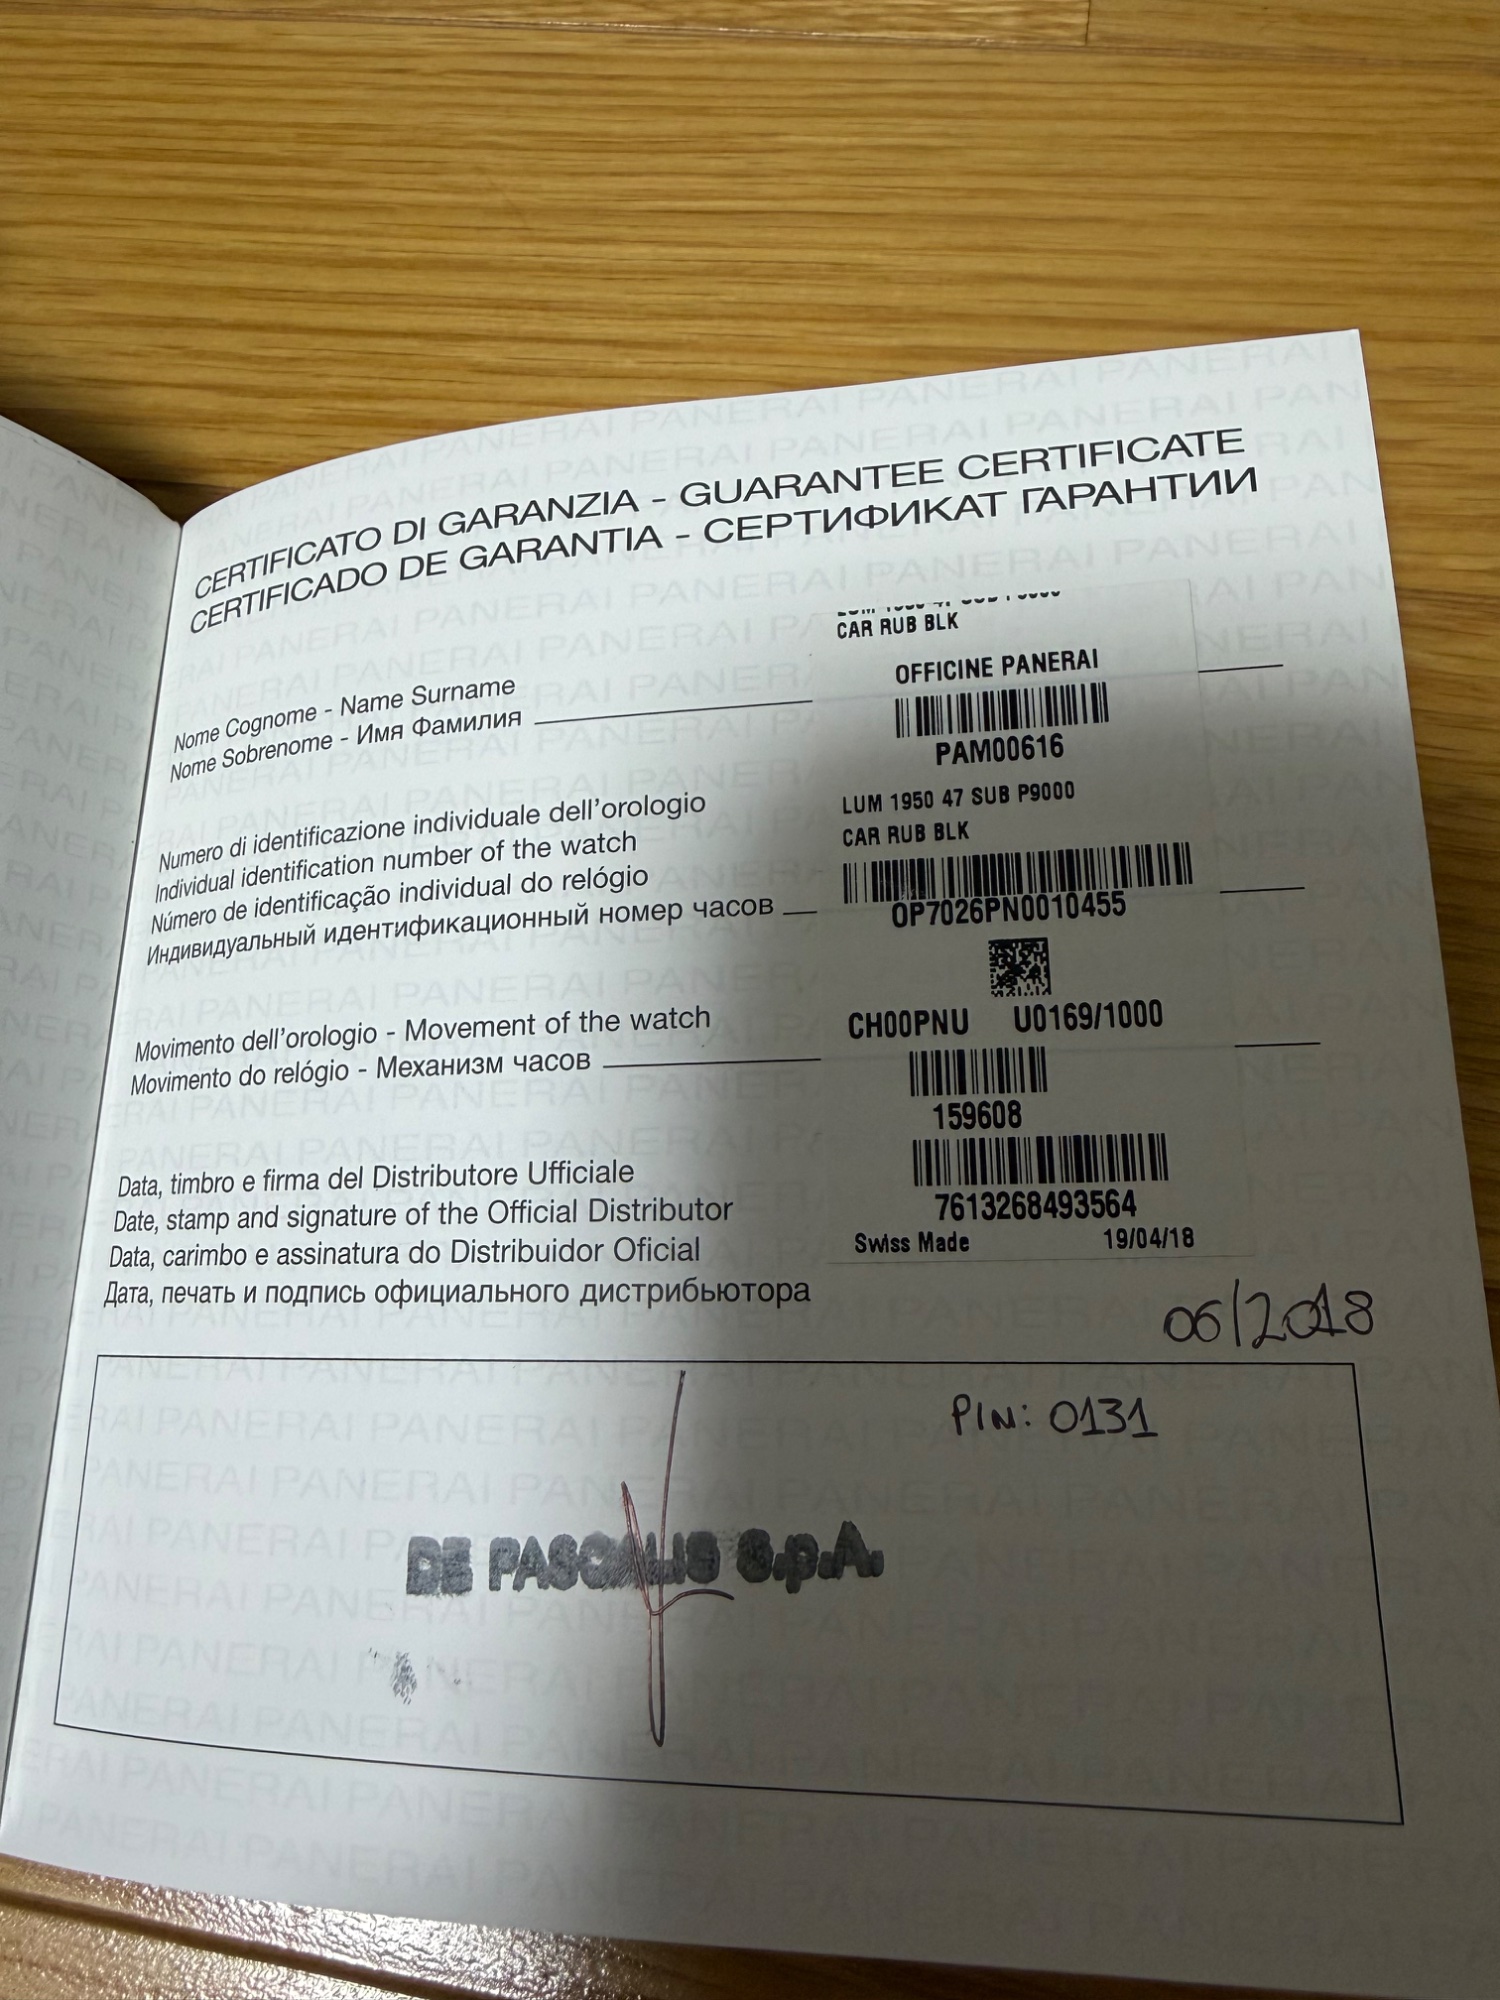 CERTIFICATO DI GARANZIA - GUARANTEE CERTIFICATE
CERTIFICADO DE GARANTIA - СЕРТИФИКАТ ГАРАНТИИ
CAR RUB BLK
OFFICINE PANERAI
Nome Cognome - Name Surname
Nome Sobrenome - Имя Фамилия
PAM00616
LUM 1950 47 SUB P9000
CAR RUB BLK
Numero di identificazione individuale dell'orologio
Individual identification number of the watch
Número de identificação individual do relógio
Индивидуальный идентификационный номер часов
OP7026PN0010455
CH00PNU U0169/1000
Movimento dell'orologio - Movement of the watch
Movimento do relógio - Механизм часов
159608
7613268493564
Swiss Made 19/04/18
Data, timbro e firma del Distributore Ufficiale
Date, stamp and signature of the Official Distributor
Data, carimbo e assinatura do Distribuidor Oficial
Дата, печать и подпись официального дистрибьютора
06/2018
PIN: 0131
DE PASCALIS S.p.A.